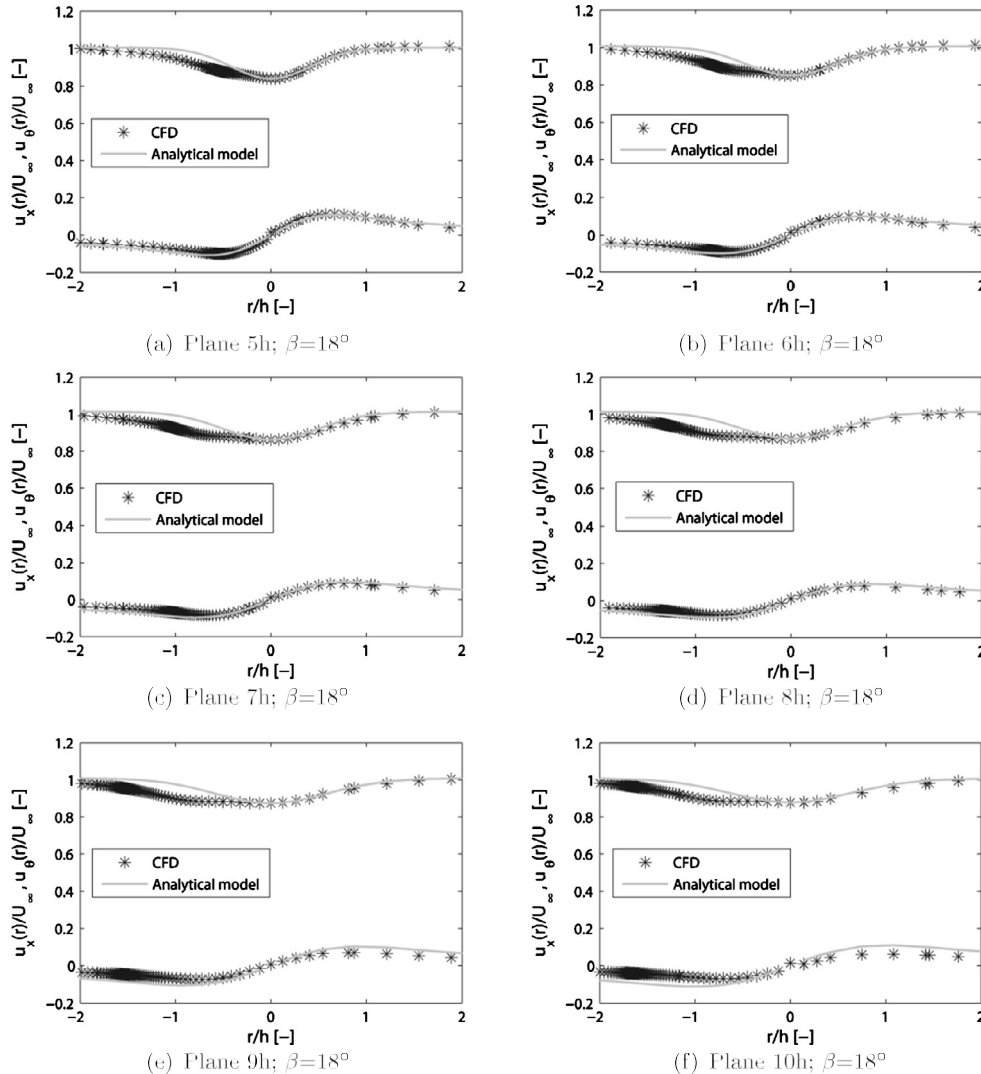 1.2
1
0.8
0.6
0.4
0.2
0
−0.2
u_x(r)/U_∞ , u_θ(r)/U_∞ [−]
CFD
Analytical model
−2 −1 0 1 2
r/h [−]
(a) Plane 5h; β=18°
1.2
1
0.8
0.6
0.4
0.2
0
−0.2
u_x(r)/U_∞ , u_θ(r)/U_∞ [−]
CFD
Analytical model
−2 −1 0 1 2
r/h [−]
(b) Plane 6h; β=18°
1.2
1
0.8
0.6
0.4
0.2
0
−0.2
u_x(r)/U_∞ , u_θ(r)/U_∞ [−]
CFD
Analytical model
−2 −1 0 1 2
r/h [−]
(c) Plane 7h; β=18°
1.2
1
0.8
0.6
0.4
0.2
0
−0.2
u_x(r)/U_∞ , u_θ(r)/U_∞ [−]
CFD
Analytical model
−2 −1 0 1 2
r/h [−]
(d) Plane 8h; β=18°
1.2
1
0.8
0.6
0.4
0.2
0
−0.2
u_x(r)/U_∞ , u_θ(r)/U_∞ [−]
CFD
Analytical model
−2 −1 0 1 2
r/h [−]
(e) Plane 9h; β=18°
1.2
1
0.8
0.6
0.4
0.2
0
−0.2
u_x(r)/U_∞ , u_θ(r)/U_∞ [−]
CFD
Analytical model
−2 −1 0 1 2
r/h [−]
(f) Plane 10h; β=18°